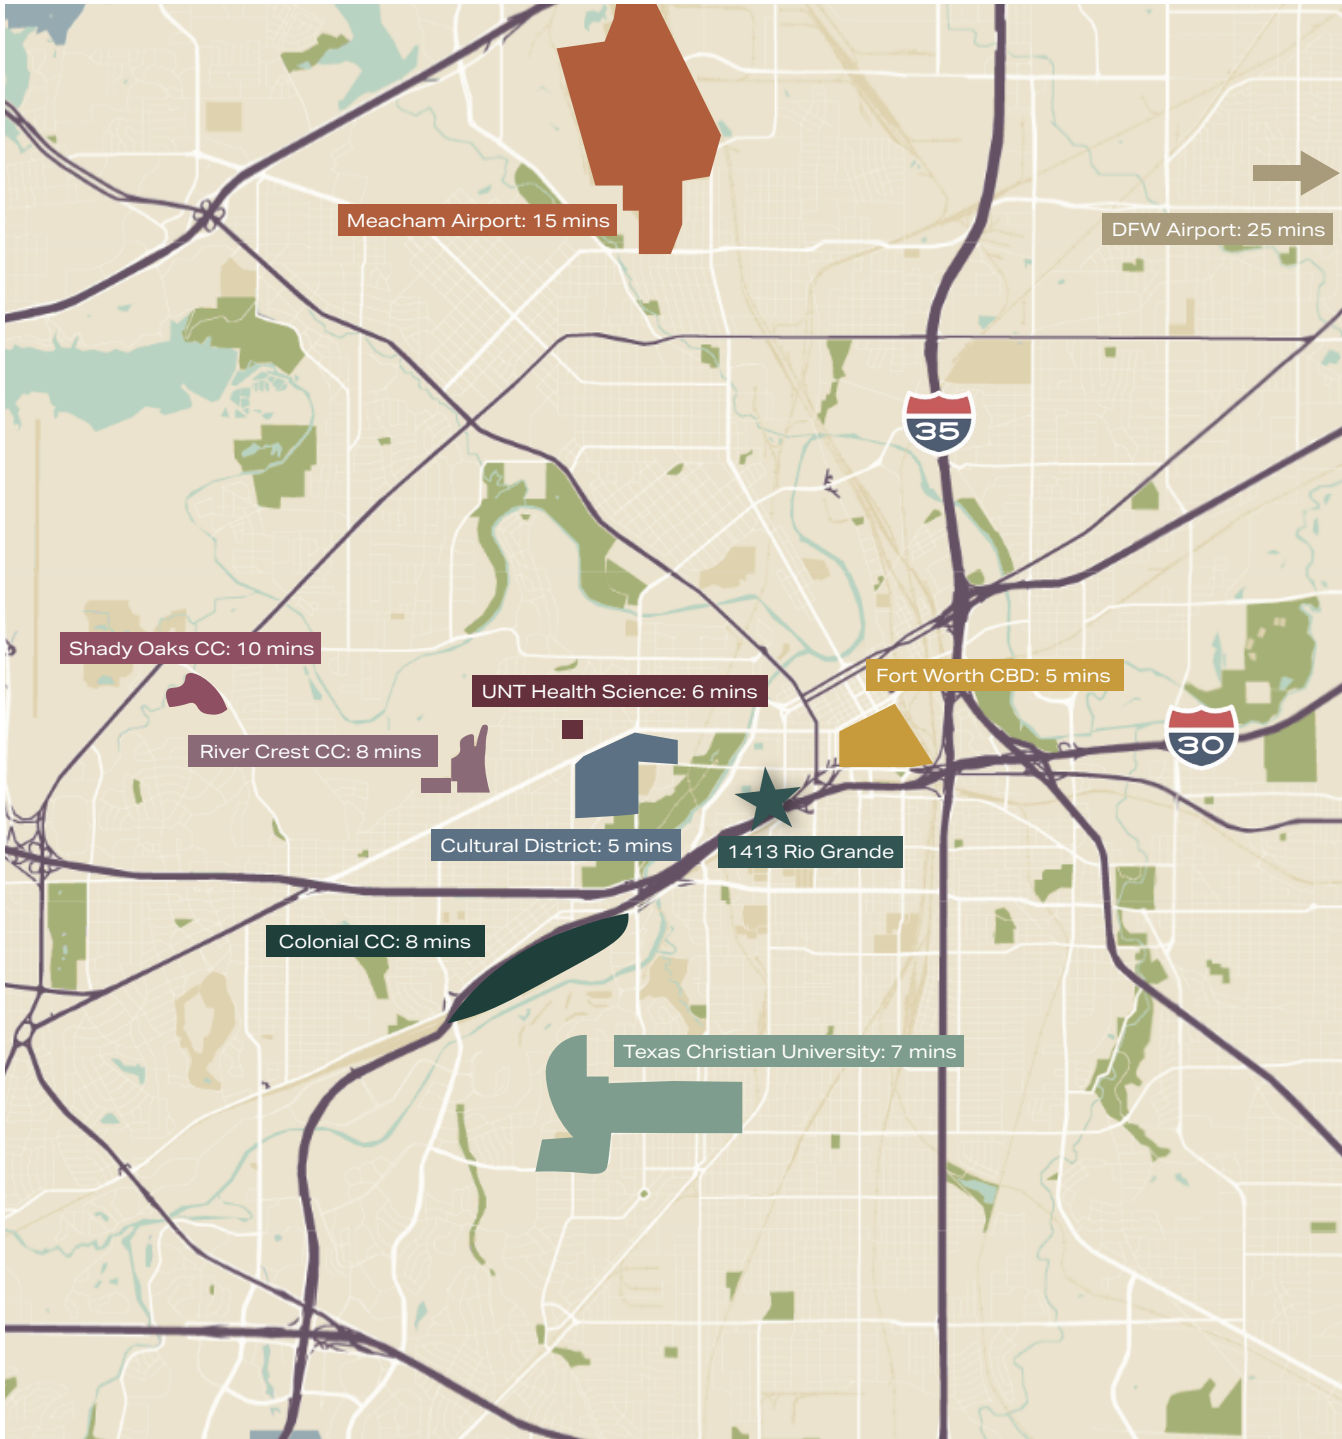 Meacham Airport: 15 mins
DFW Airport: 25 mins
35
Shady Oaks CC: 10 mins
UNT Health Science: 6 mins
Fort Worth CBD: 5 mins
River Crest CC: 8 mins
30
Cultural District: 5 mins
1413 Rio Grande
Colonial CC: 8 mins
Texas Christian University: 7 mins